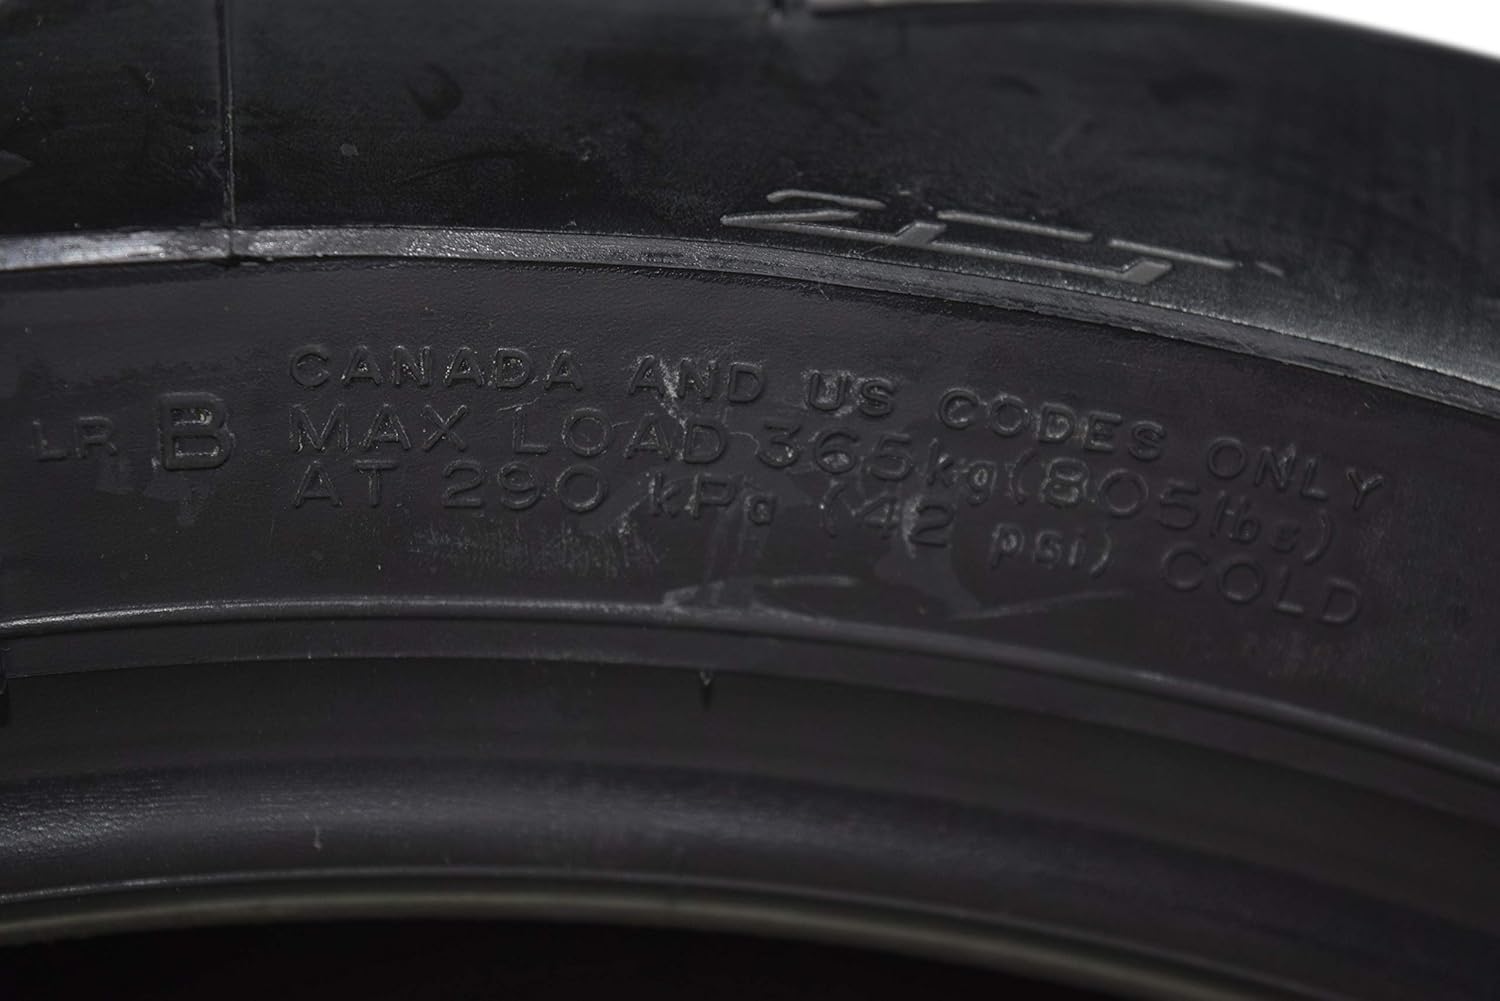 CANADA AND US CODES ONLY
LR B MAX LOAD 365kg(805lbs)
AT 290 kPa (42 psi) COLD